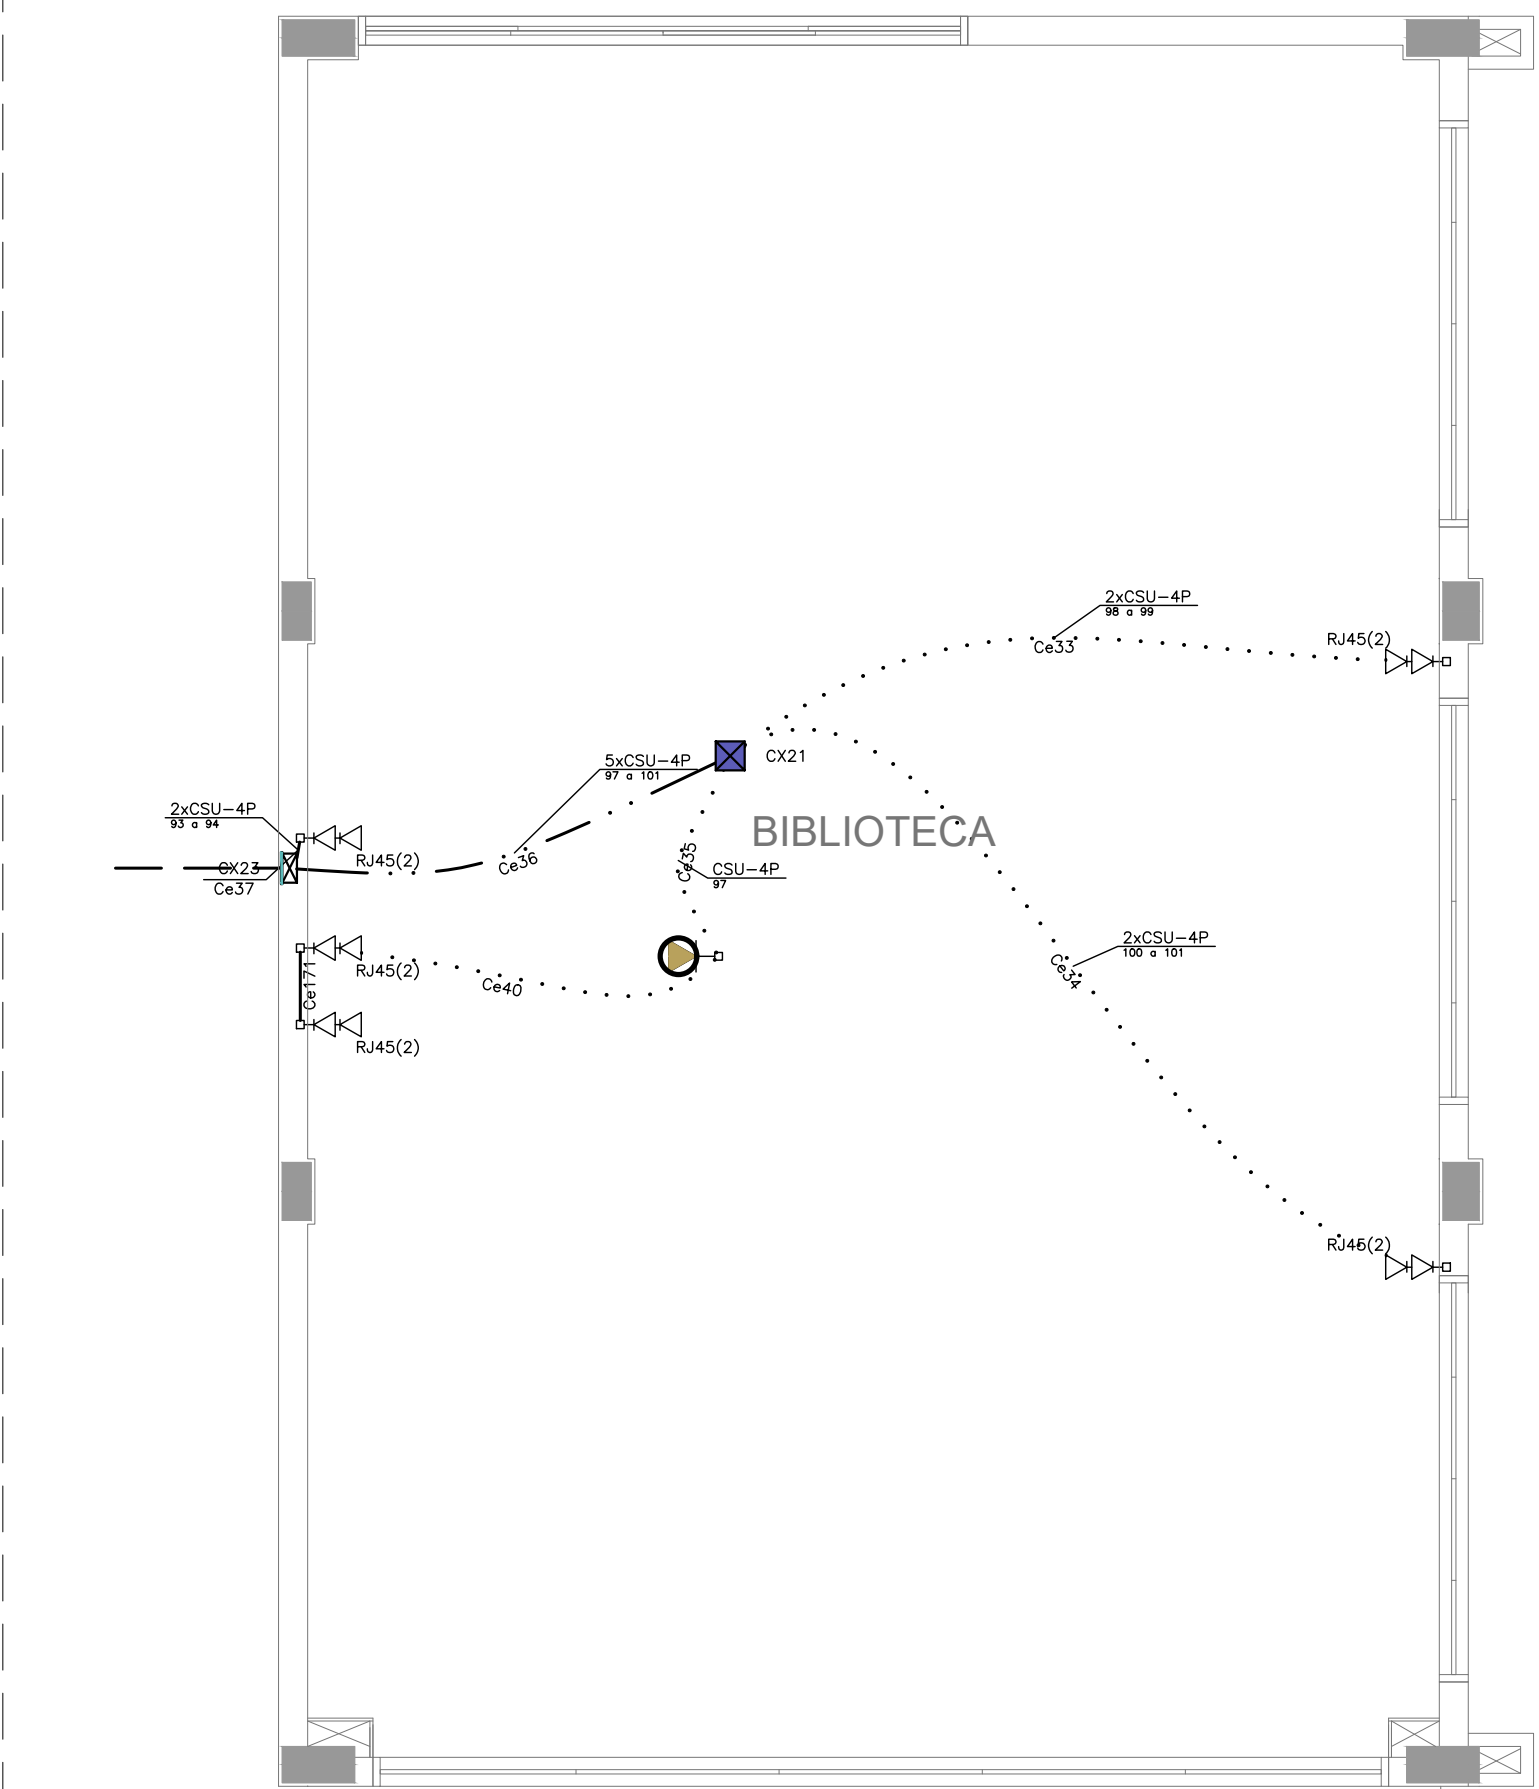 2xCSU-4P
98 a 99
RJ45(2)
Ce33
CX21
5xCSU-4P
97 a 101
2xCSU-4P
93 a 94
BIBLIOTECA
RJ45(2)
Ce36
Ce35
CX23
Ce37
CSU-4P
97
2xCSU-4P
100 a 101
Ce34
RJ45(2)
Ce171
Ce40
RJ45(2)
RJ45(2)